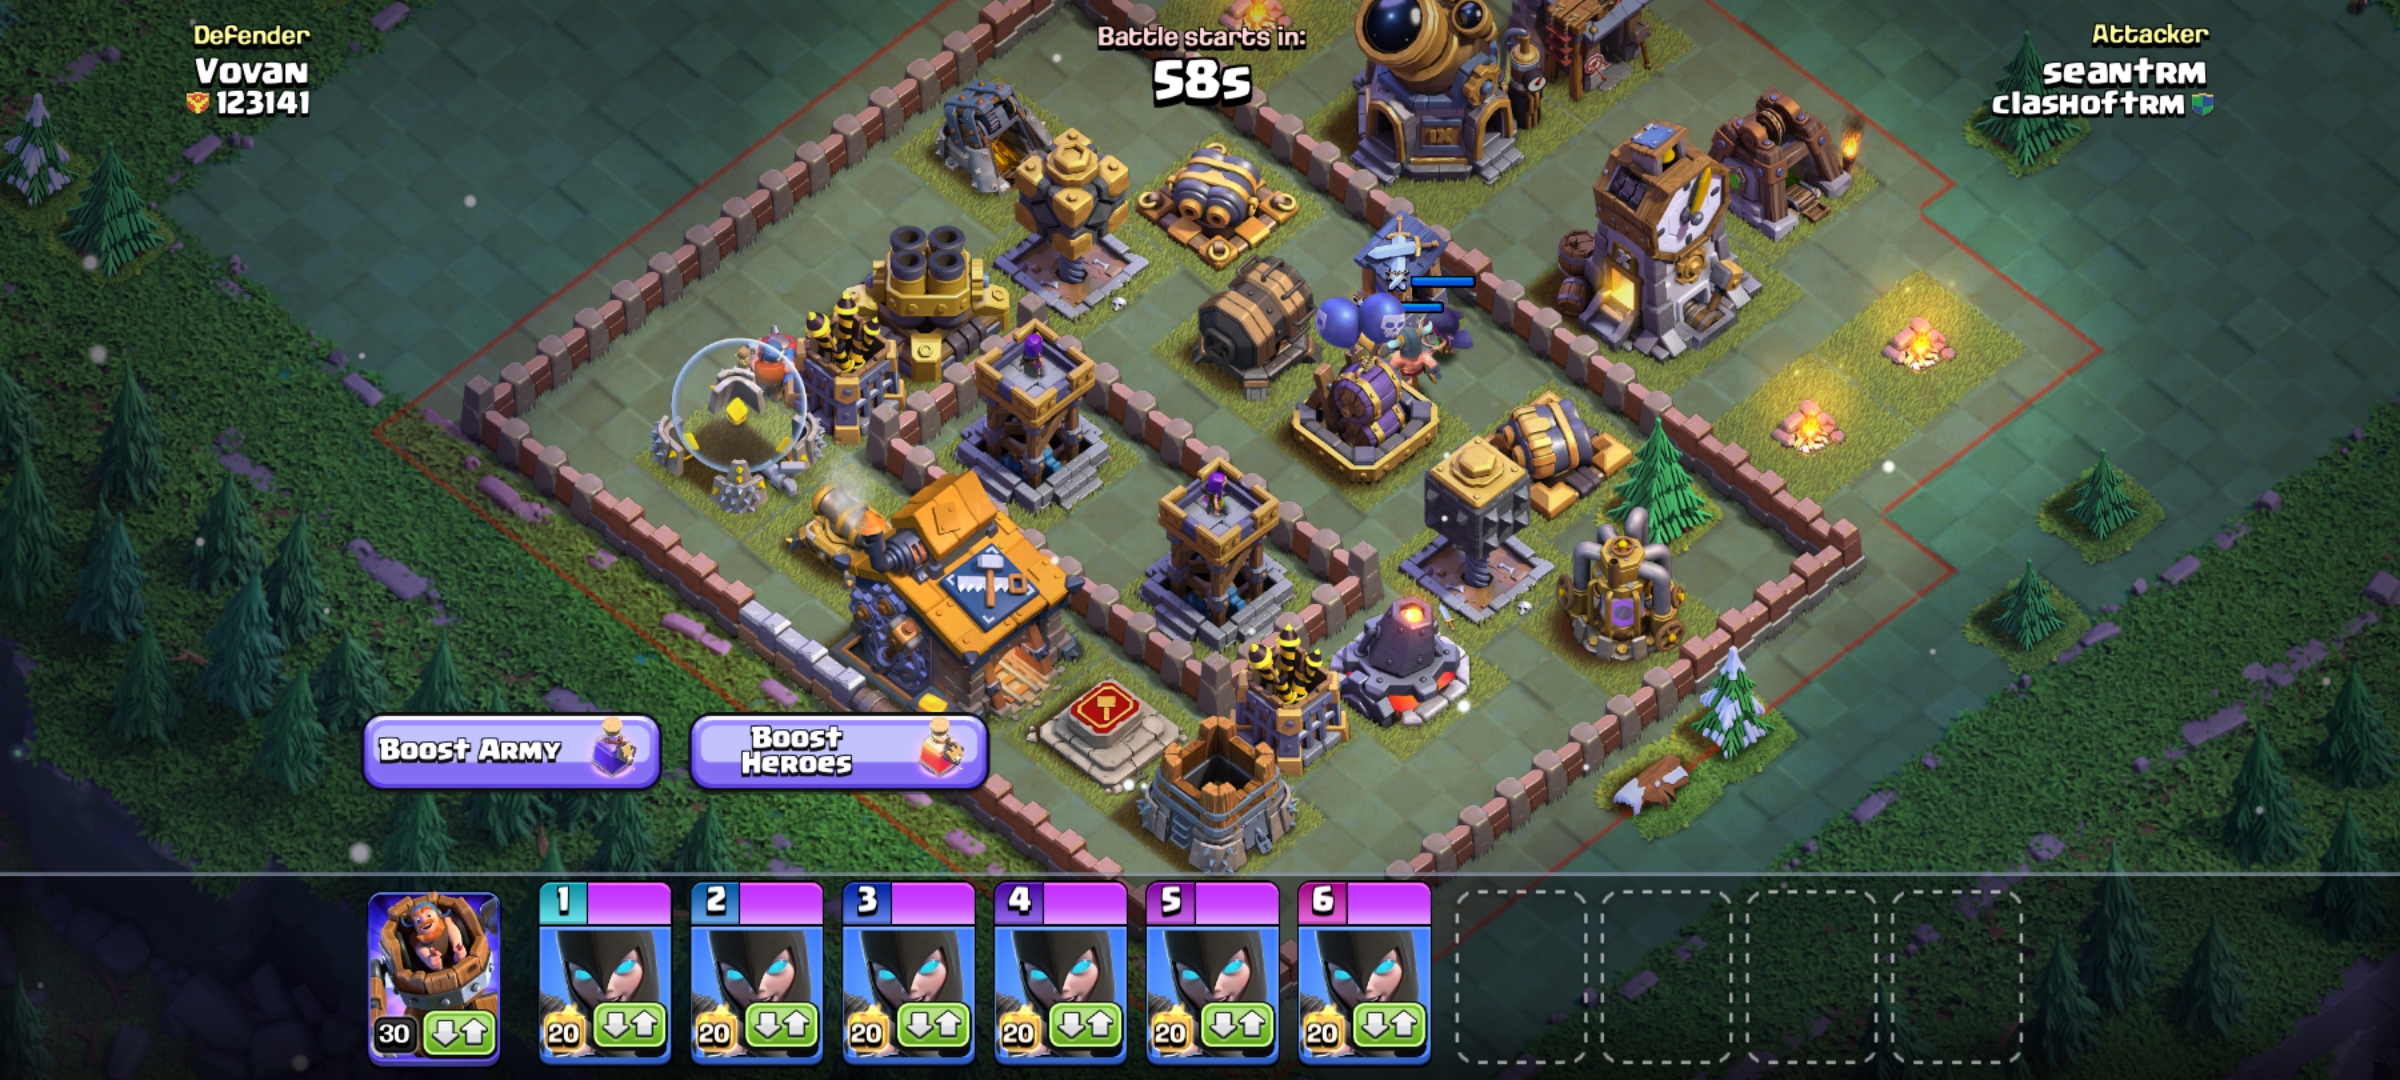 Defender
Vovan
123141
Battle starts in:
58s
Attacker
seantRM
clashoftRM
IX
Boost Army
Boost
Heroes
1 2 3 4 5 6
30 20 20 20 20 20 20